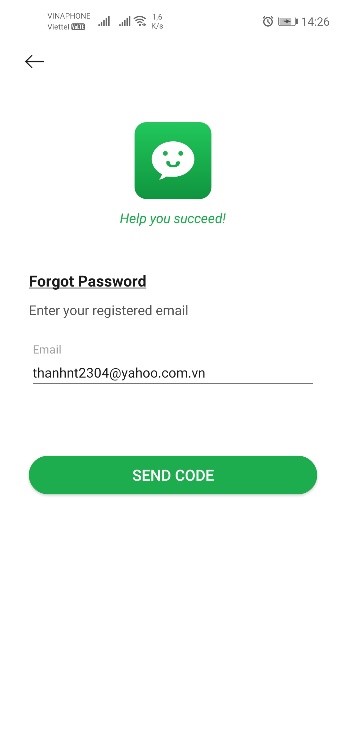 VINAPHONE
Viettel VoLTE
1.6
K/s
14:26
Help you succeed!
Forgot Password
Enter your registered email
Email
thanhnt2304@yahoo.com.vn
SEND CODE